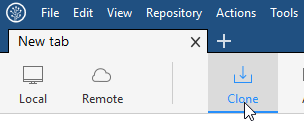 File Edit View Repository Actions Tools
New tab
Local Remote Clone